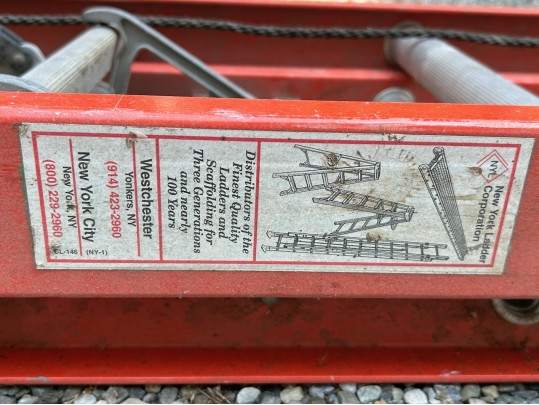 NYL
New York Ladder
Corporation
Distributors of the
Finest Quality
Ladders and
Scaffolding for
Three Generations
and nearly
100 Years
Westchester
Yonkers, NY
(914) 423-2960
New York City
New York, NY
(800) 229-2960
CL-146 (NY-1)